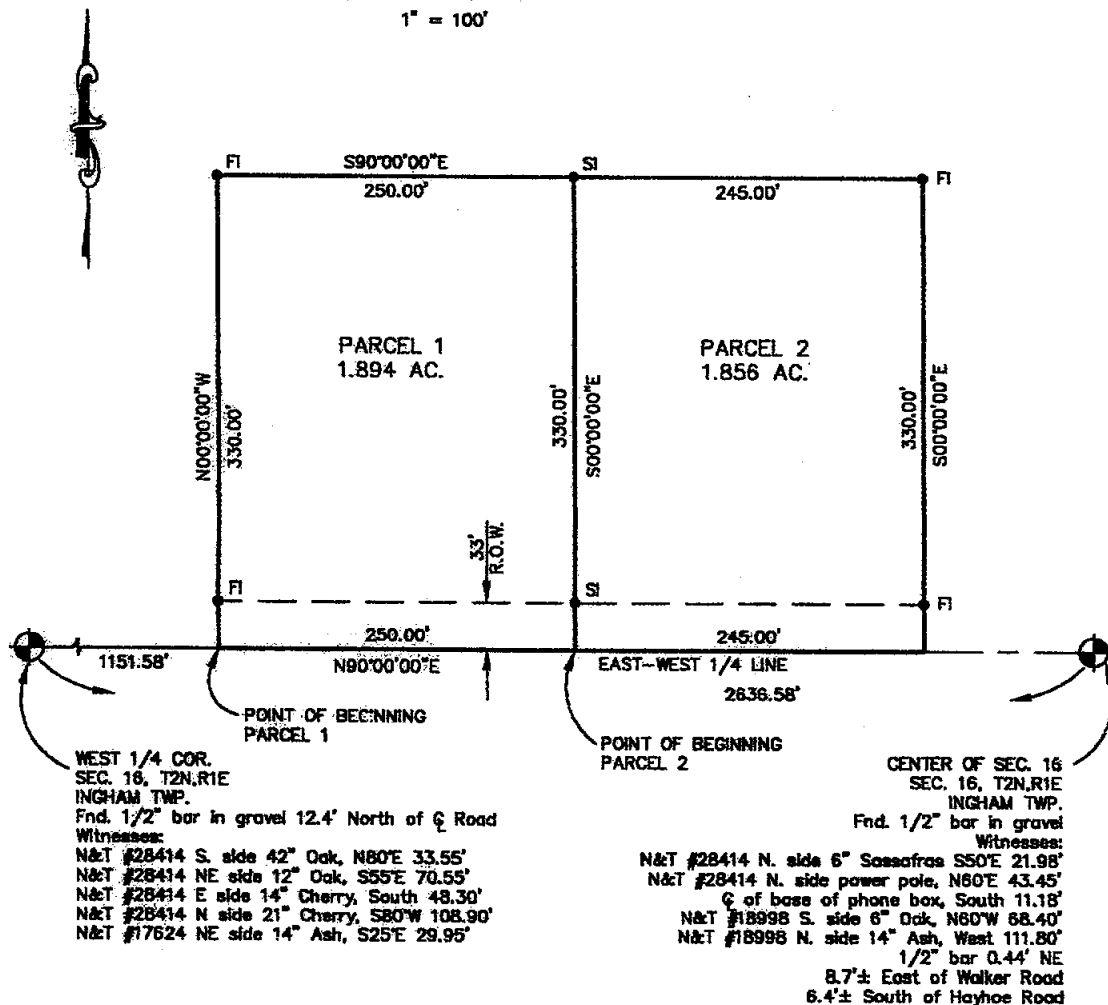 1" = 100'
F1
S90°00'00"E
S1
250.00'
245.00'
F1
PARCEL 1
1.894 AC.
PARCEL 2
1.856 AC.
N00°00'00"W
330.00'
330.00'
S00°00'00"E
330.00'
S00°00'00"E
33'
R.O.W.
F1
S2
F1
250.00'
245.00'
1151.58'
N90°00'00"E
EAST-WEST 1/4 LINE
2636.58'
POINT OF BEGINNING
PARCEL 1
POINT OF BEGINNING
PARCEL 2
WEST 1/4 COR.
SEC. 16, T2N,R1E
INGHAM TWP.
Fnd. 1/2" bar in gravel 12.4' North of ℄ Road
Witnesses:
N&T #28414 S. side 42" Oak, N80°E 33.55'
N&T #28414 NE side 12" Oak, S55°E 70.55'
N&T #28414 E side 14" Cherry, South 48.30'
N&T #28414 N side 21" Cherry, S80°W 108.90'
N&T #17624 NE side 14" Ash, S25°E 29.95'
CENTER OF SEC. 16
SEC. 16, T2N,R1E
INGHAM TWP.
Fnd. 1/2" bar in gravel
Witnesses:
N&T #28414 N. side 6" Sassafras S50°E 21.98'
N&T #28414 N. side power pole, N60°E 43.45'
℄ of base of phone box, South 11.18'
N&T #18998 S. side 6" Oak, N60°W 68.40'
N&T #18998 N. side 14" Ash, West 111.80'
1/2" bar 0.44' NE
8.7'± East of Walker Road
6.4'± South of Hayhoe Road